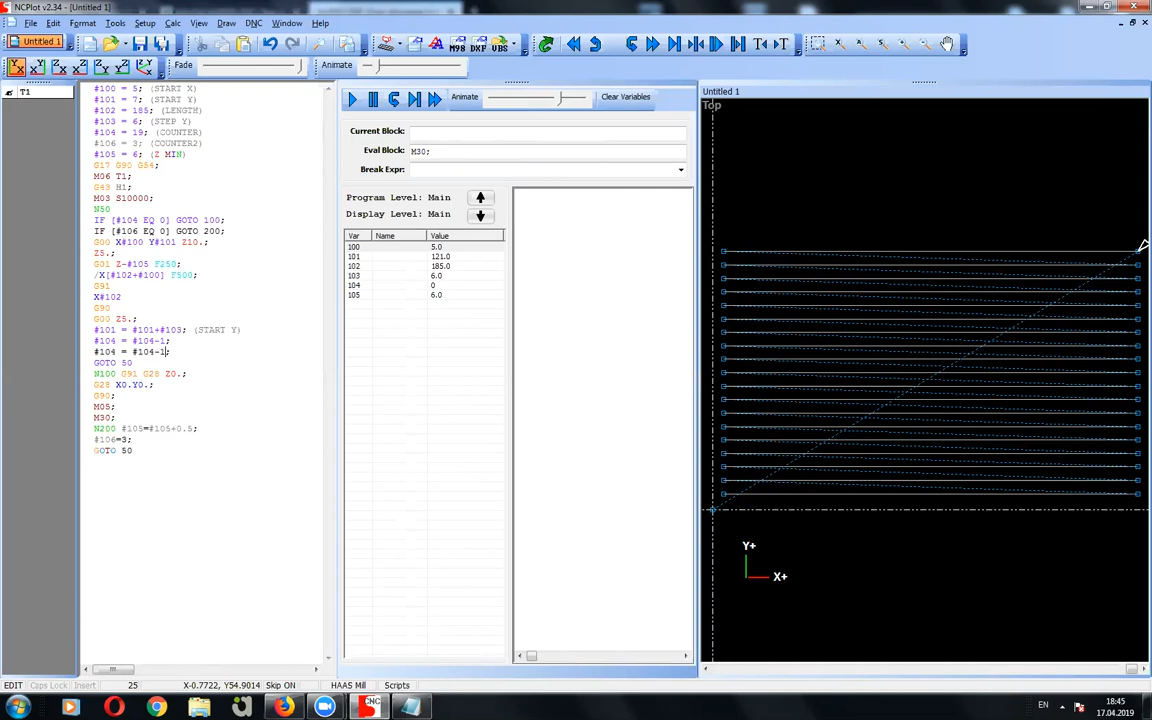 NCPlot v2.34 - [Untitled 1]
File Edit Format Tools Setup Calc View Draw DNC Window Help
Untitled 1
M98 DXF UBS
Fade Animate
T1
#100 = 5; (START X)
#101 = 7; (START Y)
#102 = 185; (LENGTH)
#103 = 6; (STEP Y)
#104 = 19; (COUNTER)
#106 = 3; (COUNTER2)
#105 = 6; (Z MIN)
G17 G90 G54;
M06 T1;
G43 H1;
M03 S10000;
N50
IF [#104 EQ 0] GOTO 100;
IF [#106 EQ 0] GOTO 200;
G00 X#100 Y#101 Z10.;
Z5.;
G01 Z-#105 F250;
/X[#102+#100] F500;
G91
X#102
G90
G00 Z5.;
#101 = #101+#103; (START Y)
#104 = #104-1;
#104 = #104-1;
GOTO 50
N100 G91 G28 Z0.;
G28 X0.Y0.;
G90;
M05;
M30;
N200 #105=#105+0.5;
#106=3;
GOTO 50
Animate Clear Variables
Current Block:
Eval Block: M30;
Break Expr:
Program Level: Main
Display Level: Main
Var Name Value
100 5.0
101 121.0
102 185.0
103 6.0
104 0
105 6.0
Untitled 1
Top
Y+
X+
EDIT Caps Lock Insert 25 X-0.7722, Y54.9014 Skip ON HAAS Mill Scripts
EN
18:45
17.04.2019